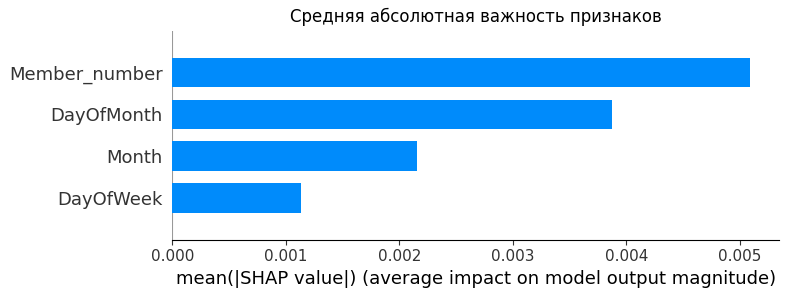 Средняя абсолютная важность признаков
Member_number
DayOfMonth
Month
DayOfWeek
0.000 0.001 0.002 0.003 0.004 0.005
mean(|SHAP value|) (average impact on model output magnitude)